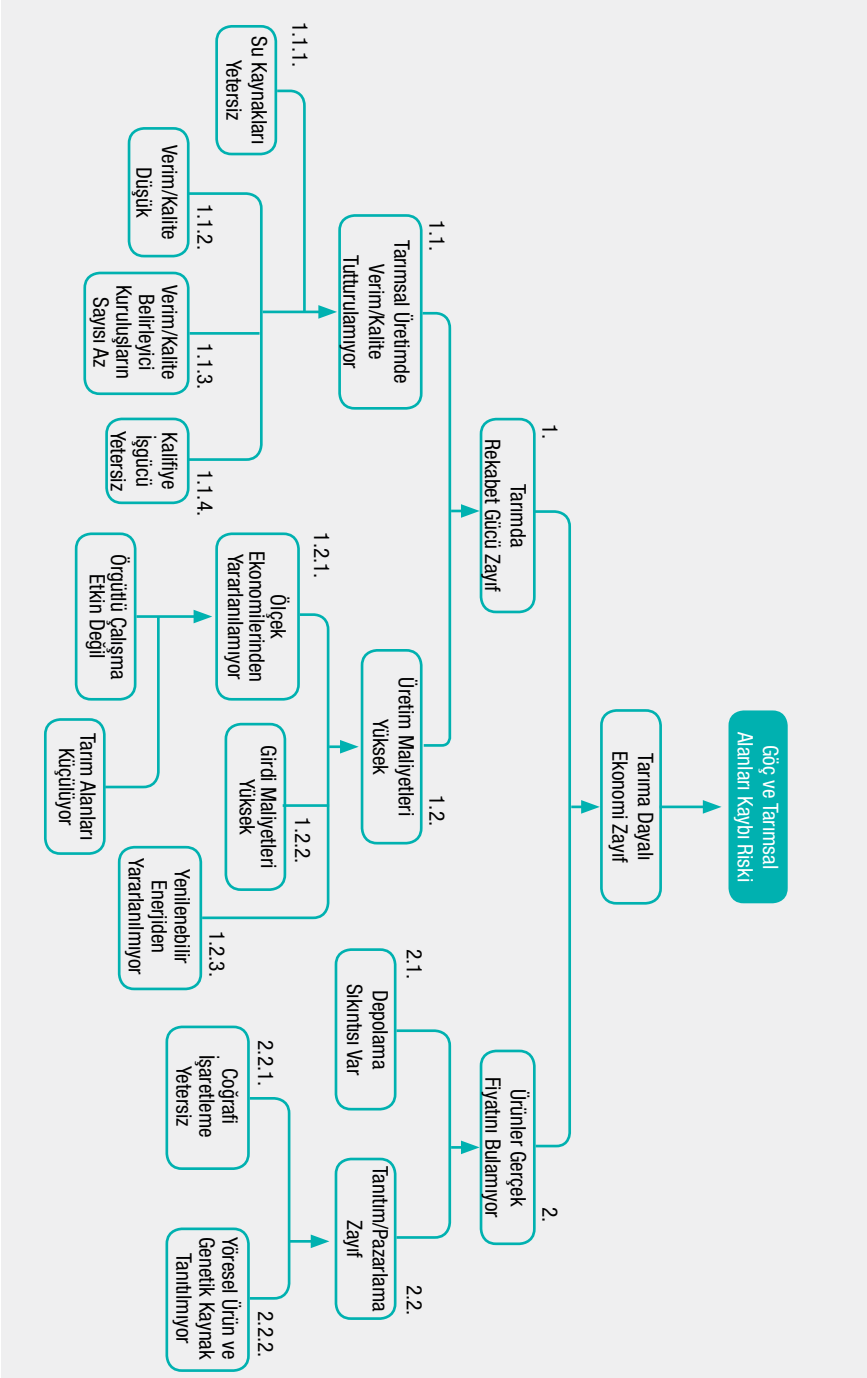 Göç ve Tarımsal
Alanları Kaybı Riski
Tarıma Dayalı
Ekonomi Zayıf
1.
Tarımda
Rekabet Gücü Zayıf
2.
Ürünler Gerçek
Fiyatını Bulamıyor
1.1.
Tarımsal Üretimde
Verim/Kalite
Tutturulamıyor
1.2.
Üretim Maliyetleri
Yüksek
2.1.
Depolama
Sıkıntısı Var
2.2.
Tanıtım/Pazarlama
Zayıf
1.1.1.
Su Kaynakları
Yetersiz
1.1.2.
Verim/Kalite
Düşük
1.1.3.
Verim/Kalite
Belirleyici
Kuruluşların
Sayısı Az
1.1.4.
Kalifiye
İşgücü
Yetersiz
1.2.1.
Ölçek
Ekonomilerinden
Yararlanılamıyor
1.2.2.
Girdi Maliyetleri
Yüksek
1.2.3.
Yenilenebilir
Enerjiden
Yararlanılmıyor
Örgütlü Çalışma
Etkin Değil
Tarım Alanları
Küçülüyor
2.2.1.
Coğrafi
İşaretleme
Yetersiz
2.2.2.
Yöresel Ürün ve
Genetik Kaynak
Tanıtılmıyor